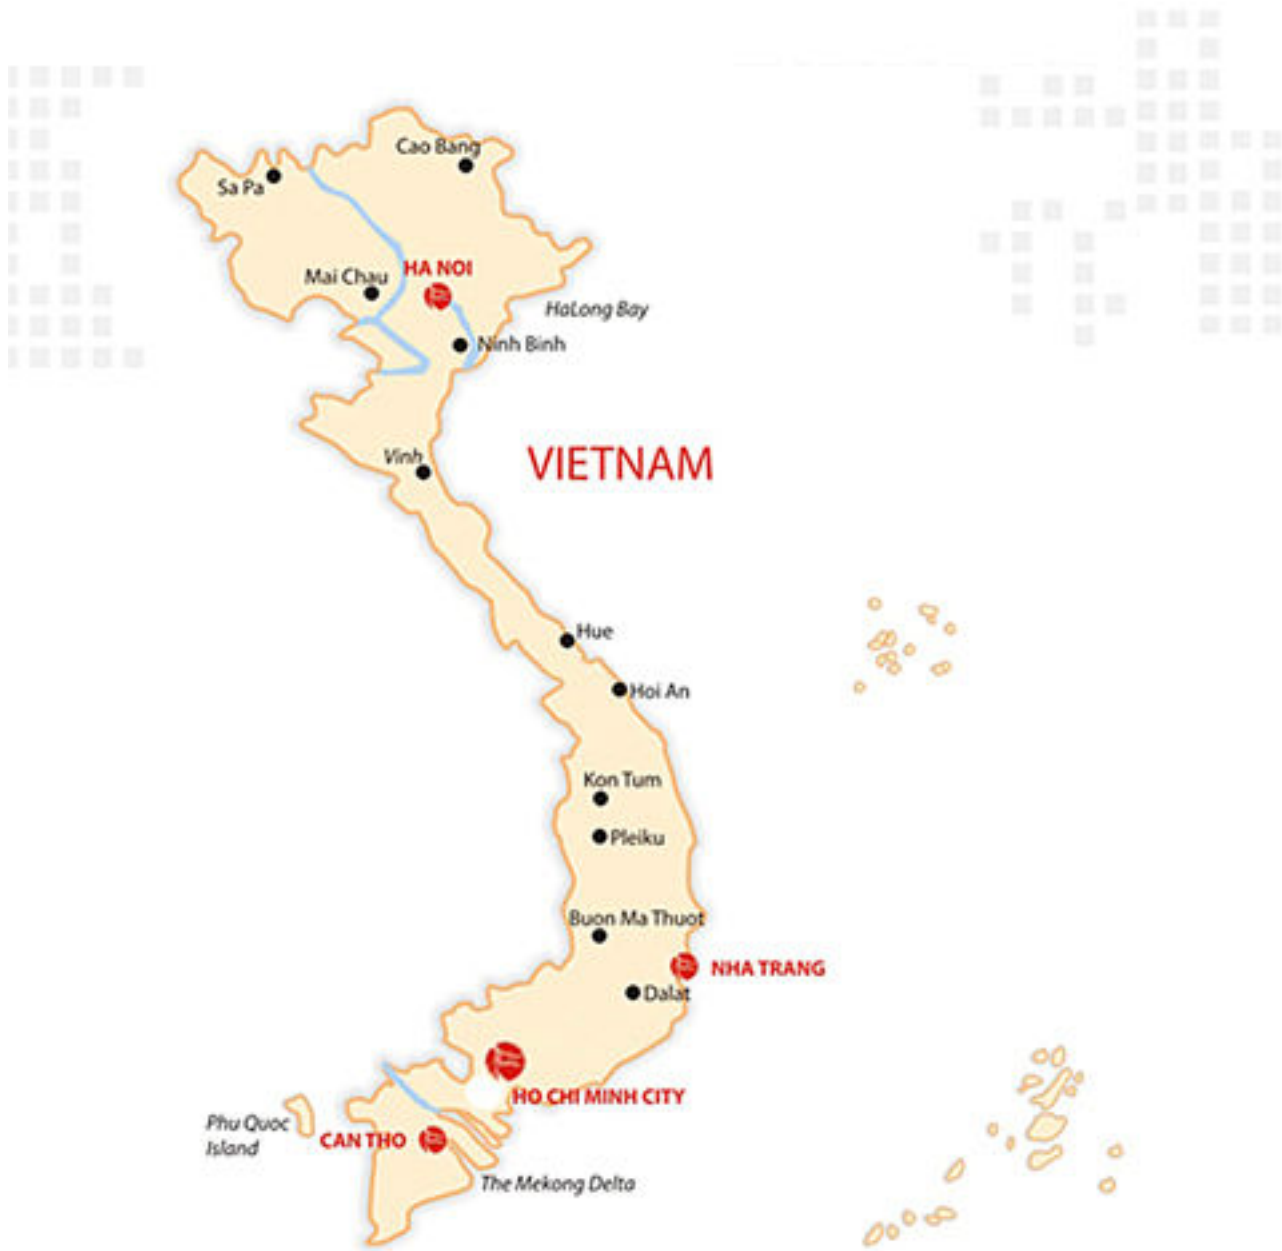 Cao Bang
Sa Pa
HA NOI
Mai Chau
HaLong Bay
Ninh Binh
Vinh
VIETNAM
Hue
Hoi An
Kon Tum
Pleiku
Buon Ma Thuot
NHA TRANG
Dalat
HO CHI MINH CITY
Phu Quoc
Island
CAN THO
The Mekong Delta